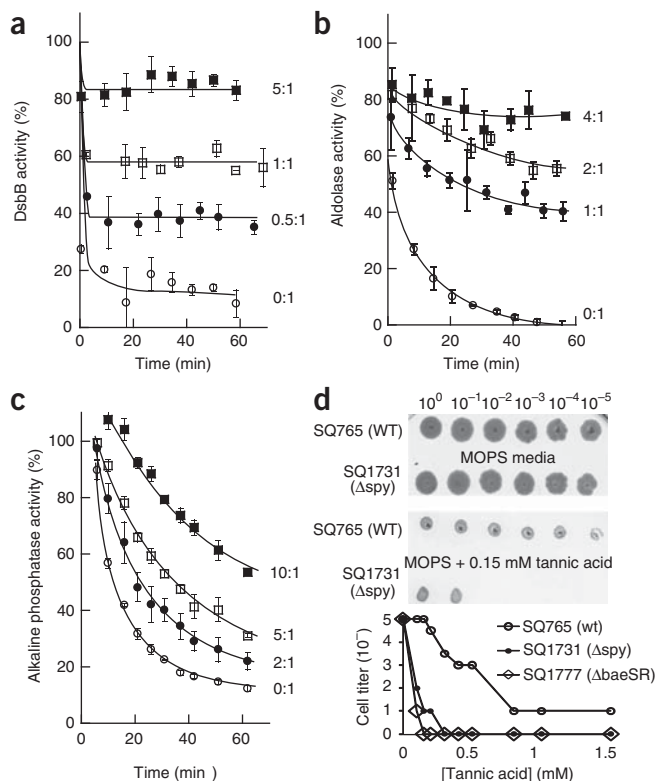 a
DsbB activity (%)
80
60
40
20
0
0
20
40
60
Time (min)
5:1
1:1
0.5:1
0:1
b
Aldolase activity (%)
100
80
60
40
20
0
0
20
40
60
Time (min)
4:1
2:1
1:1
0:1
c
Alkaline phosphatase activity (%)
100
80
60
40
20
0
0
20
40
60
Time (min)
10:1
5:1
2:1
0:1
d
10⁰ 10⁻¹ 10⁻² 10⁻³ 10⁻⁴ 10⁻⁵
SQ765 (WT)
MOPS media
SQ1731
(Δspy)
SQ765 (WT)
MOPS + 0.15 mM tannic acid
SQ1731
(Δspy)
Cell titer (10⁻)
5
4
3
2
1
0
SQ765 (wt)
SQ1731 (Δspy)
SQ1777 (ΔbaeSR)
0
0.5
1
1.5
[Tannic acid] (mM)